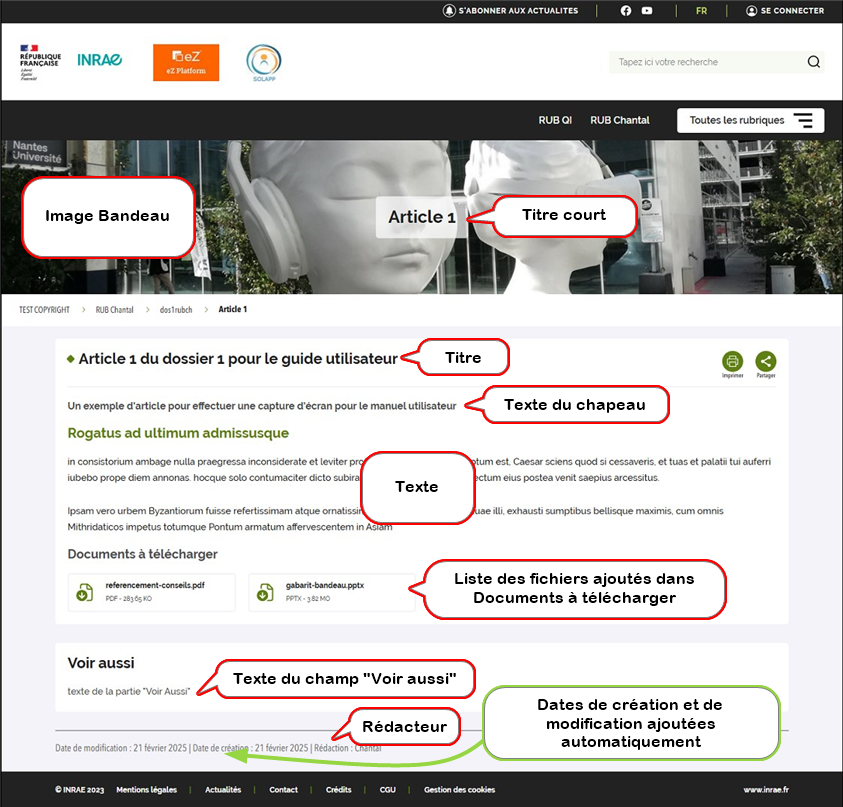 S'ABONNER AUX ACTUALITES
FR
SE CONNECTER
RÉPUBLIQUE
FRANÇAISE
Liberté
Égalité
Fraternité
INRAE
eZ
eZ Platform
SOLAPP
Tapez ici votre recherche
RUB QI
RUB Chantal
Toutes les rubriques
Nantes
Université
Image Bandeau
Article 1
Titre court
TEST COPYRIGHT > RUB Chantal > dos1rubch > Article 1
Article 1 du dossier 1 pour le guide utilisateur
Titre
Imprimer
Partager
Un exemple d'article pour effectuer une capture d'écran pour le manuel utilisateur
Texte du chapeau
Rogatus ad ultimum admissusque
in consistorium ambage nulla praegressa inconsiderate et leviter pro
tum est, Caesar sciens quod si cessaveris, et tuas et palatii tui auferri
iubebo prope diem annonas. hocque solo contumaciter dicto subira
ectum eius postea venit saepius arcessitus.
Texte
Ipsam vero urbem Byzantiorum fuisse refertissimam atque ornatissi
uae illi, exhausti sumptibus bellisque maximis, cum omnis
Mithridaticos impetus totumque Pontum armatum affervescentem in Asiam
Documents à télécharger
referencement-conseils.pdf
PDF - 283.65 KO
gabarit-bandeau.pptx
PPTX - 3.82 MO
Liste des fichiers ajoutés dans
Documents à télécharger
Voir aussi
texte de la partie "Voir Aussi"
Texte du champ "Voir aussi"
Dates de création et de
modification ajoutées
automatiquement
Rédacteur
Date de modification : 21 février 2025 | Date de création : 21 février 2025 | Rédaction : Chantal
© INRAE 2023 Mentions légales | Actualités | Contact | Crédits | CGU | Gestion des cookies
www.inrae.fr